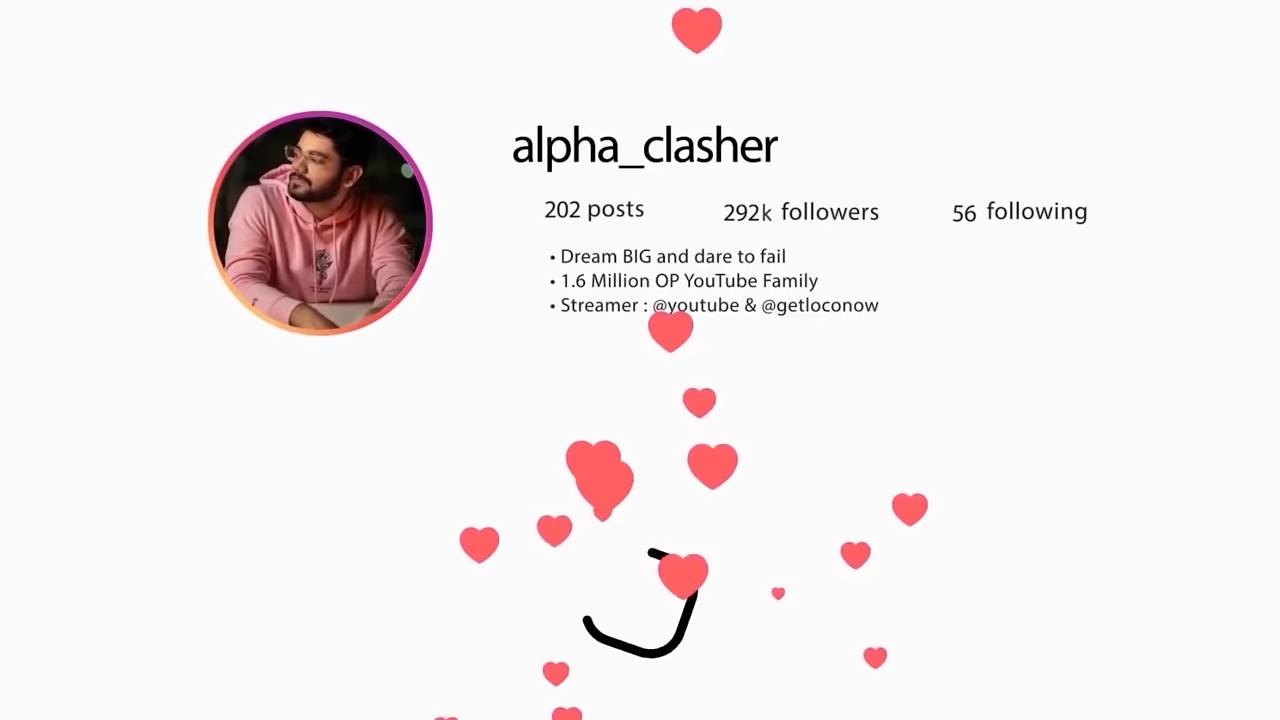 alpha_clasher
202 posts 292k followers 56 following
• Dream BIG and dare to fail
• 1.6 Million OP YouTube Family
• Streamer : @youtube & @getloconow